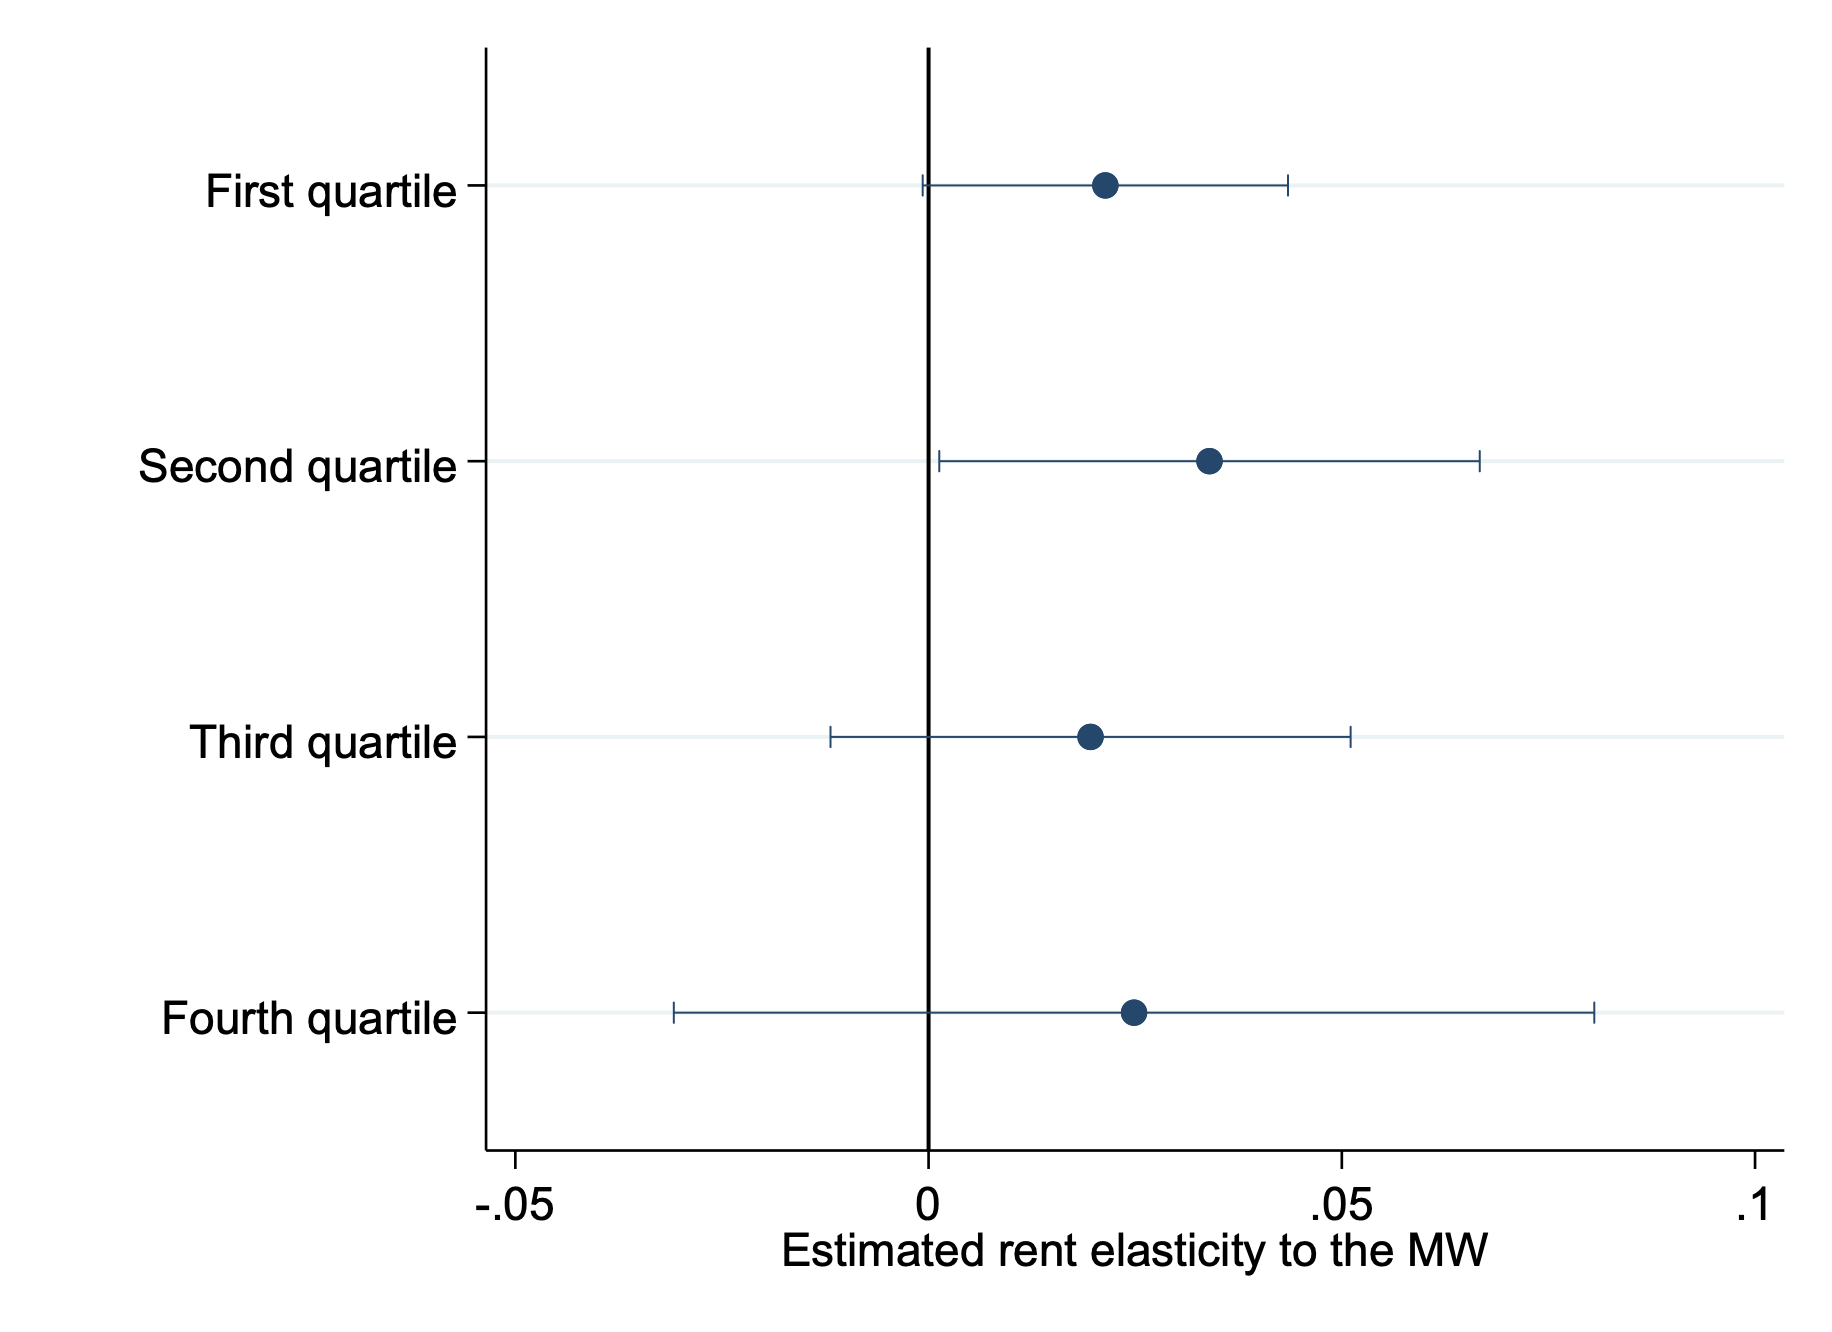 First quartile
Second quartile
Third quartile
Fourth quartile
-.05 0 .05 .1
Estimated rent elasticity to the MW